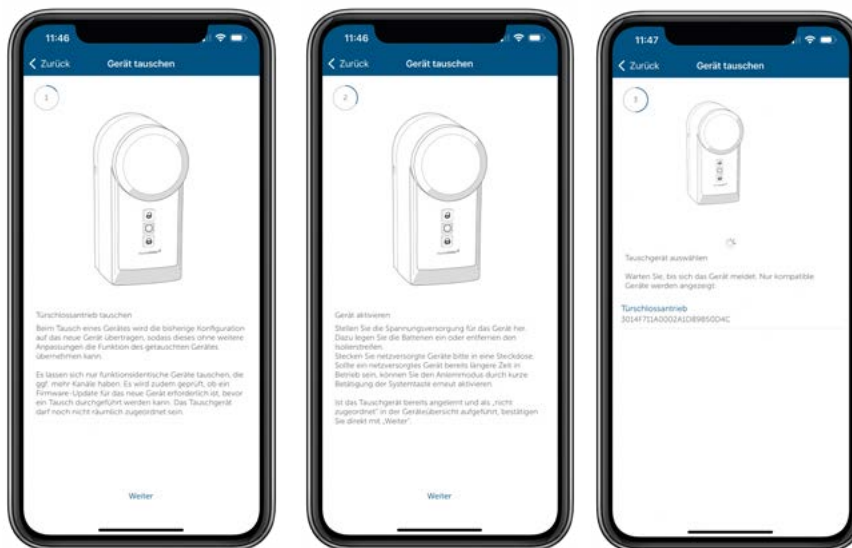 11:46
Zurück
Gerät tauschen
1
Türschlossantrieb tauschen
Beim Tausch eines Gerätes wird die bisherige Konfiguration
auf das neue Gerät übertragen, sodass dieses ohne weitere
Anpassungen die Funktion des getauschten Gerätes
übernehmen kann.
Es lassen sich nur funktionsidentische Geräte tauschen, die
ggf. mehr Kanäle haben. Es wird zudem geprüft, ob ein
Firmware-Update für das neue Gerät erforderlich ist, bevor
ein Tausch durchgeführt werden kann. Das Tauschgerät
darf noch nicht räumlich zugeordnet sein.
Weiter
11:46
Zurück
Gerät tauschen
2
Gerät aktivieren
Stellen Sie die Spannungsversorgung für das Gerät her.
Dazu legen Sie die Batterien ein oder entfernen den
Isolierstreifen.
Stecken Sie netzversorgte Geräte bitte in eine Steckdose.
Sollte ein netzversorgtes Gerät bereits längere Zeit in
Betrieb sein, können Sie den Anlernmodus durch kurze
Betätigung der Systemtaste erneut aktivieren.
Ist das Tauschgerät bereits angelernt und als „nicht
zugeordnet" in der Geräteübersicht aufgeführt, bestätigen
Sie direkt mit „Weiter".
Weiter
11:47
Zurück
Gerät tauschen
3
Tauschgerät auswählen
Warten Sie, bis sich das Gerät meldet. Nur kompatible
Geräte werden angezeigt.
Türschlossantrieb
3014F711A0002A1D89850D4C